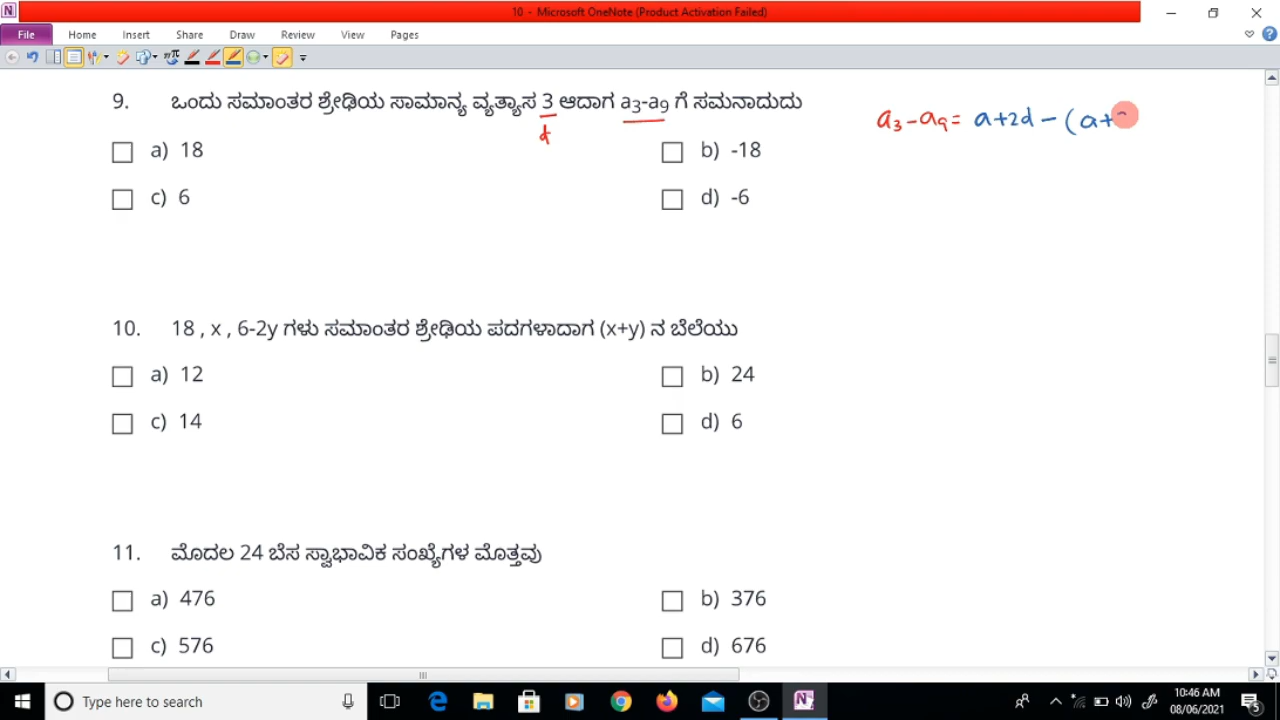 10 - Microsoft OneNote (Product Activation Failed)
File Home Insert Share Draw Review View Pages
9. ಒಂದು ಸಮಾಂತರ ಶ್ರೇಢಿಯ ಸಾಮಾನ್ಯ ವ್ಯತ್ಯಾಸ 3 ಆದಾಗ a3-a9 ಗೆ ಸಮನಾದುದು
a3 - a9 = a+2d - (a+
d
a) 18 b) -18
c) 6 d) -6
10. 18 , x , 6-2y ಗಳು ಸಮಾಂತರ ಶ್ರೇಢಿಯ ಪದಗಳಾದಾಗ (x+y) ನ ಬೆಲೆಯು
a) 12 b) 24
c) 14 d) 6
11. ಮೊದಲ 24 ಬೆಸ ಸ್ವಾಭಾವಿಕ ಸಂಖ್ಯೆಗಳ ಮೊತ್ತವು
a) 476 b) 376
c) 576 d) 676
Type here to search
10:46 AM
08/06/2021